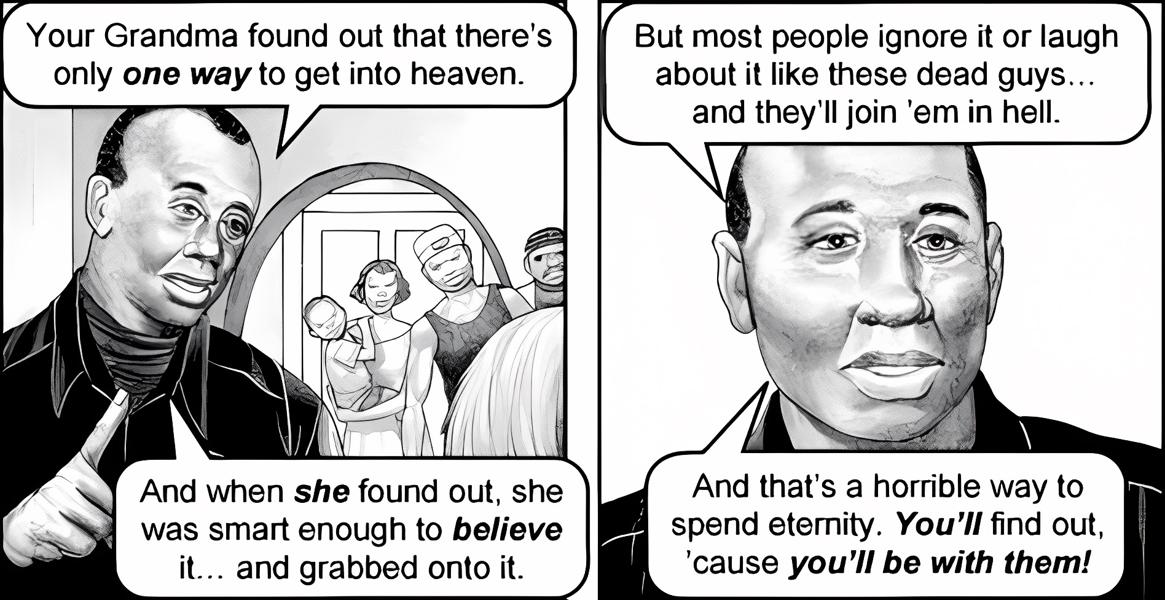 Your Grandma found out that there's
only one way to get into heaven.
And when she found out, she
was smart enough to believe
it... and grabbed onto it.
But most people ignore it or laugh
about it like these dead guys...
and they'll join 'em in hell.
And that's a horrible way to
spend eternity. You'll find out,
'cause you'll be with them!